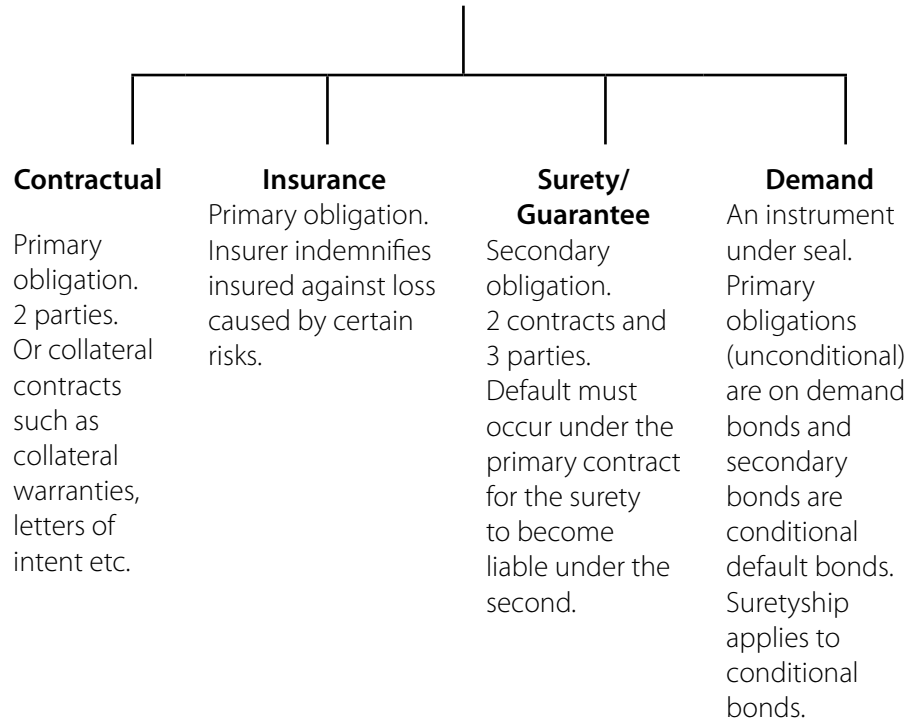 Contractual
Primary
obligation.
2 parties.
Or collateral
contracts
such as
collateral
warranties,
letters of
intent etc.
Insurance
Primary obligation.
Insurer indemnifies
insured against loss
caused by certain
risks.
Surety/
Guarantee
Secondary
obligation.
2 contracts and
3 parties.
Default must
occur under the
primary contract
for the surety
to become
liable under the
second.
Demand
An instrument
under seal.
Primary
obligations
(unconditional)
are on demand
bonds and
secondary
bonds are
conditional
default bonds.
Suretyship
applies to
conditional
bonds.